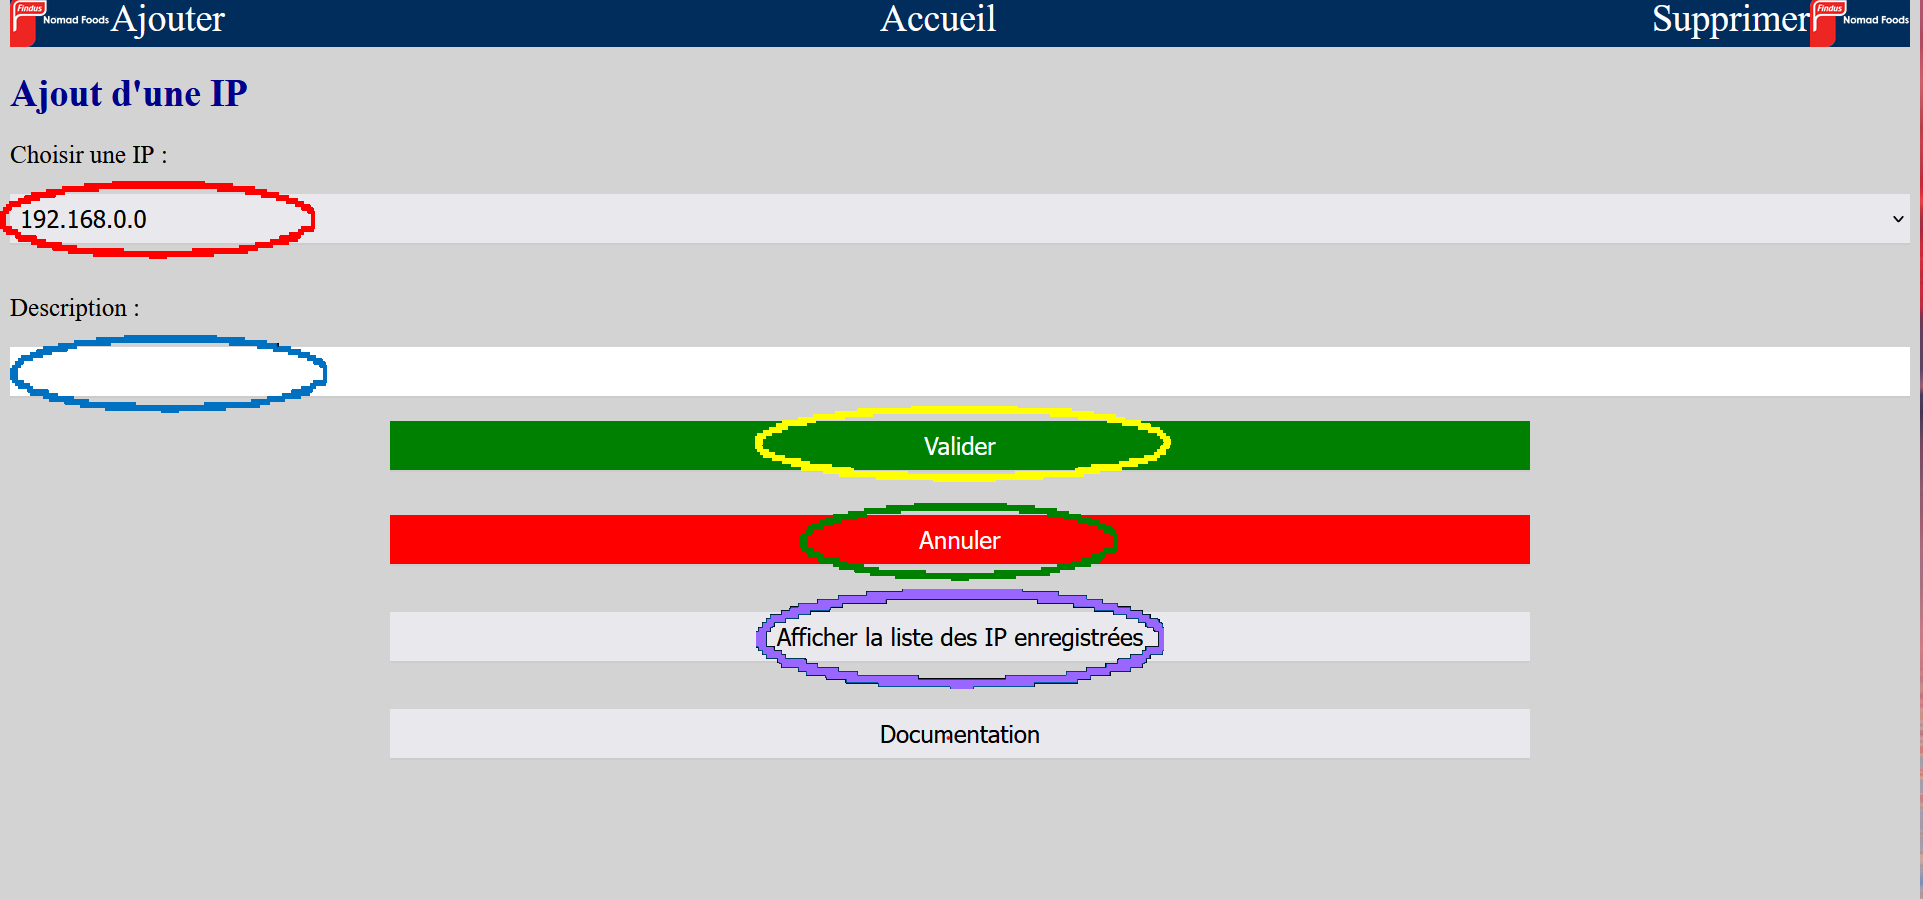 Findus Nomad Foods Ajouter Accueil Supprimer Findus Nomad Foods
Ajout d'une IP
Choisir une IP :
192.168.0.0
Description :
Valider
Annuler
Afficher la liste des IP enregistrées
Documentation